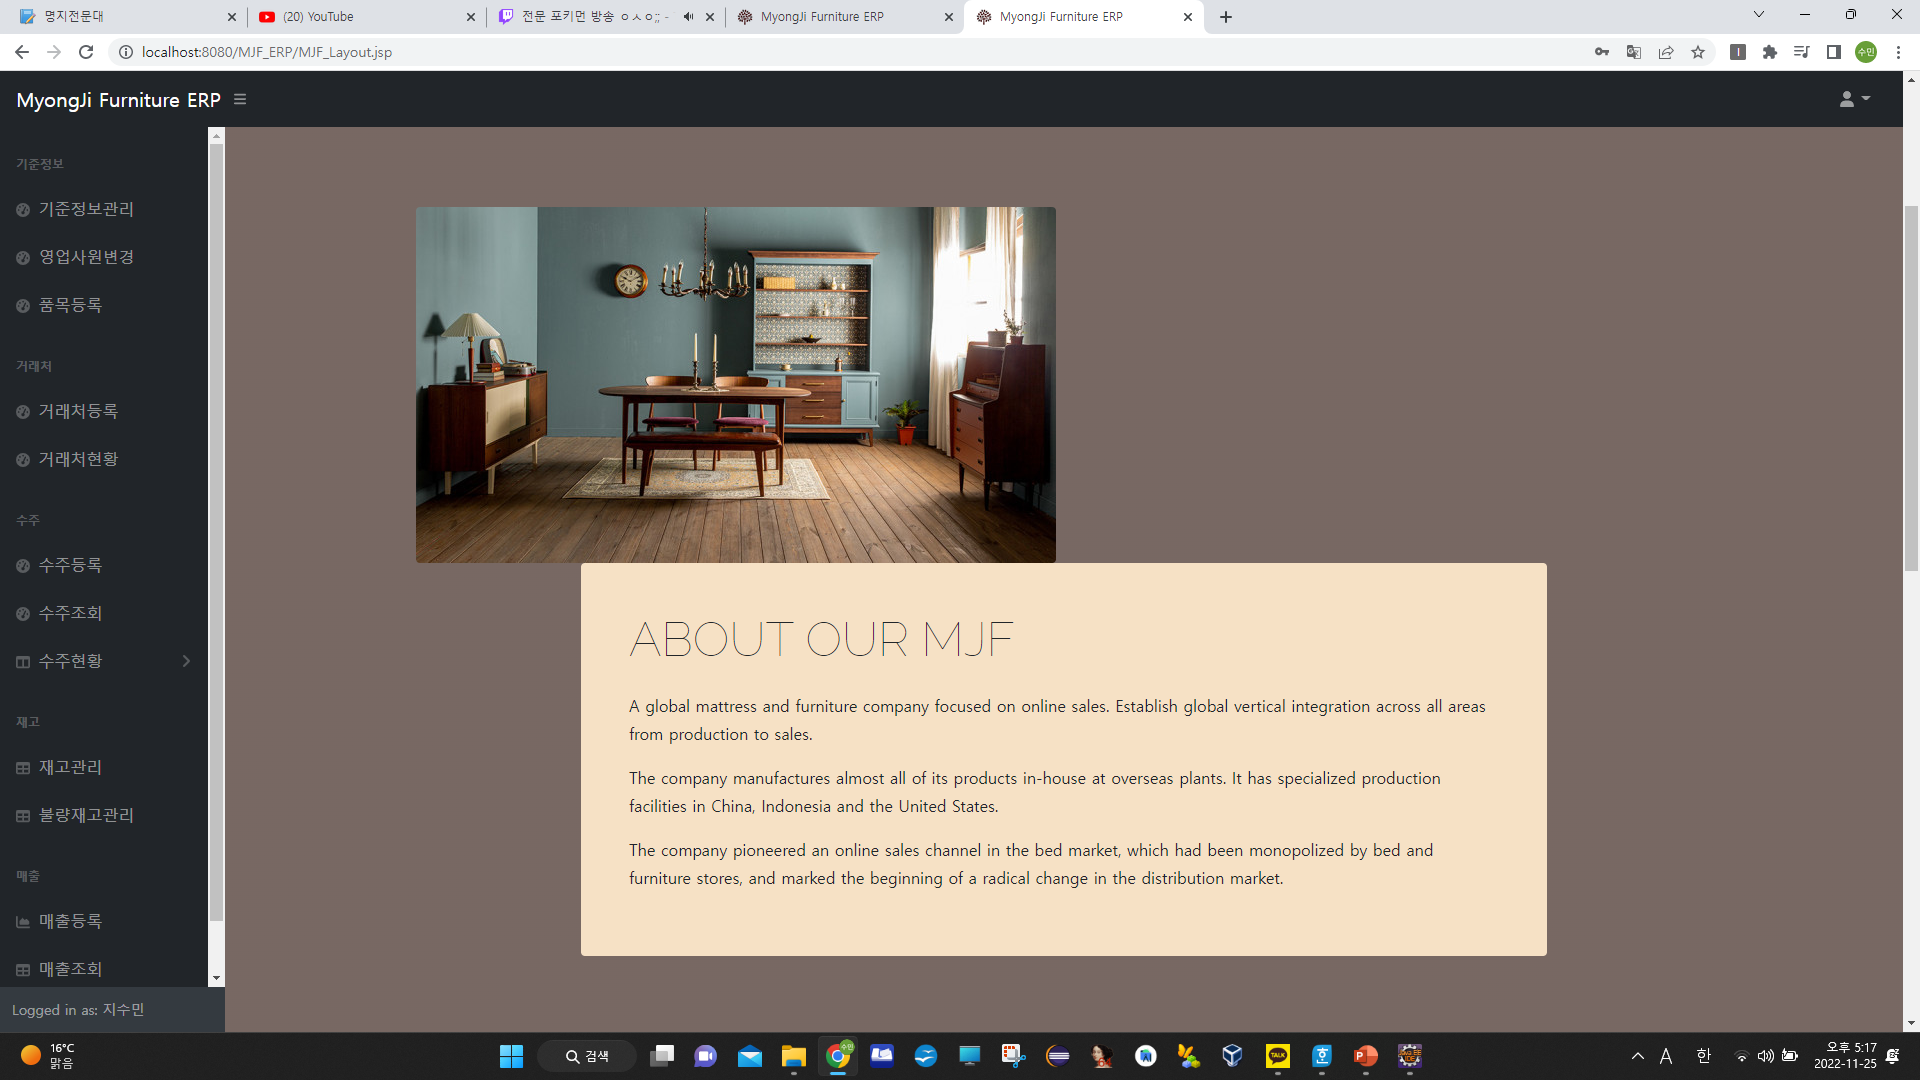 명지전문대
(20) YouTube
전문 포키먼 방송 ㅇㅅㅇ;; -
MyongJi Furniture ERP
MyongJi Furniture ERP
localhost:8080/MJF_ERP/MJF_Layout.jsp
수민
MyongJi Furniture ERP
기준정보
기준정보관리
영업사원변경
품목등록
거래처
거래처등록
거래처현황
수주
수주등록
수주조회
수주현황
재고
재고관리
불량재고관리
매출
매출등록
매출조회
Logged in as: 지수민
ABOUT OUR MJF
A global mattress and furniture company focused on online sales. Establish global vertical integration across all areas
from production to sales.
The company manufactures almost all of its products in-house at overseas plants. It has specialized production
facilities in China, Indonesia and the United States.
The company pioneered an online sales channel in the bed market, which had been monopolized by bed and
furniture stores, and marked the beginning of a radical change in the distribution market.
16°C
맑음
검색
수민
TALK
A 한
오후 5:17
2022-11-25